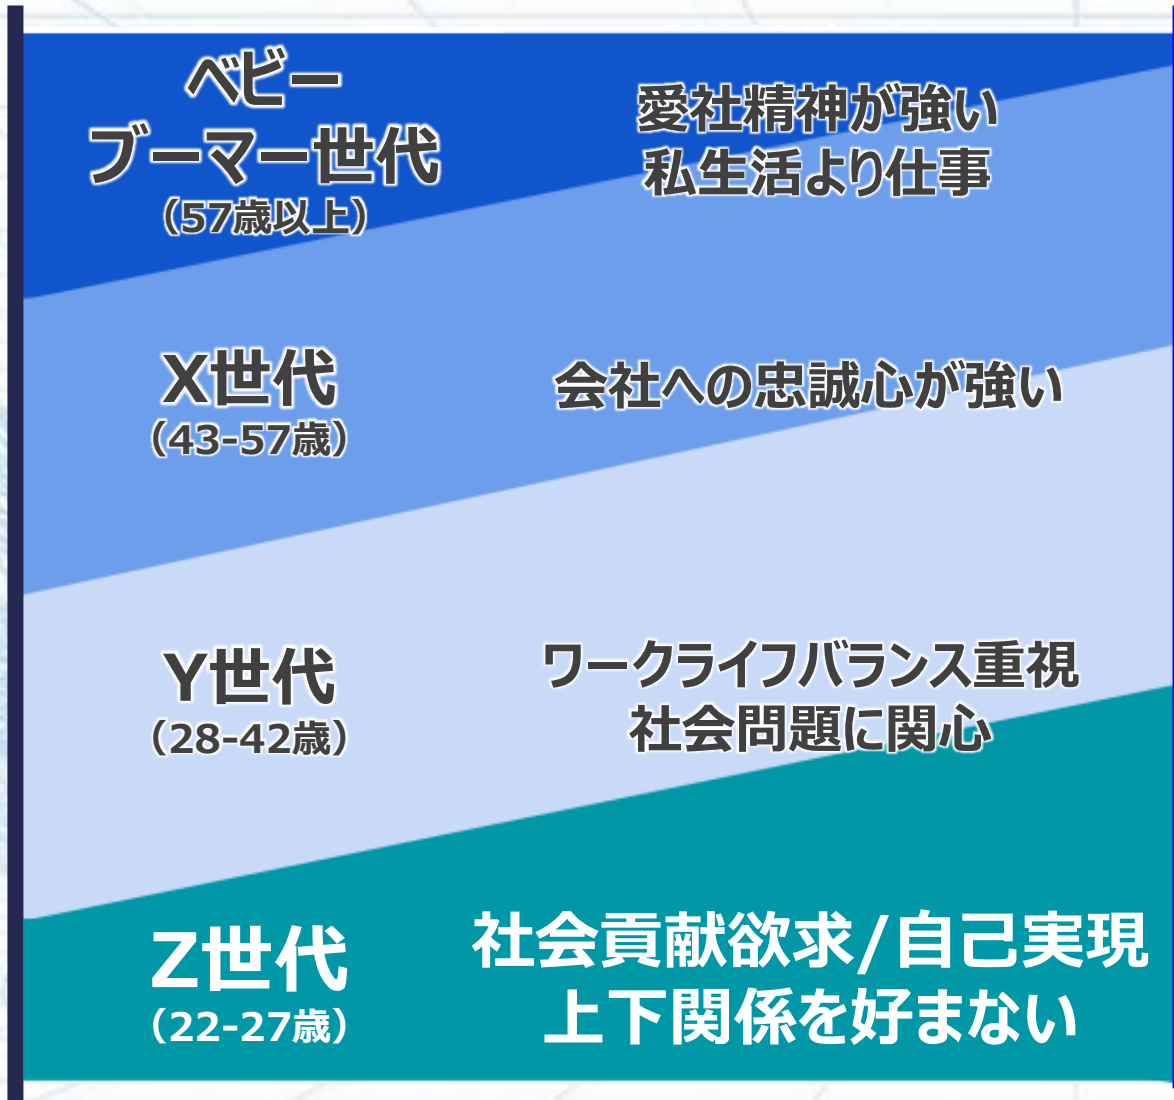 ベビー
ブーマー世代
（57歳以上）
愛社精神が強い
私生活より仕事
X世代
（43-57歳）
会社への忠誠心が強い
Y世代
（28-42歳）
ワークライフバランス重視
社会問題に関心
Z世代
（22-27歳）
社会貢献欲求/自己実現
上下関係を好まない